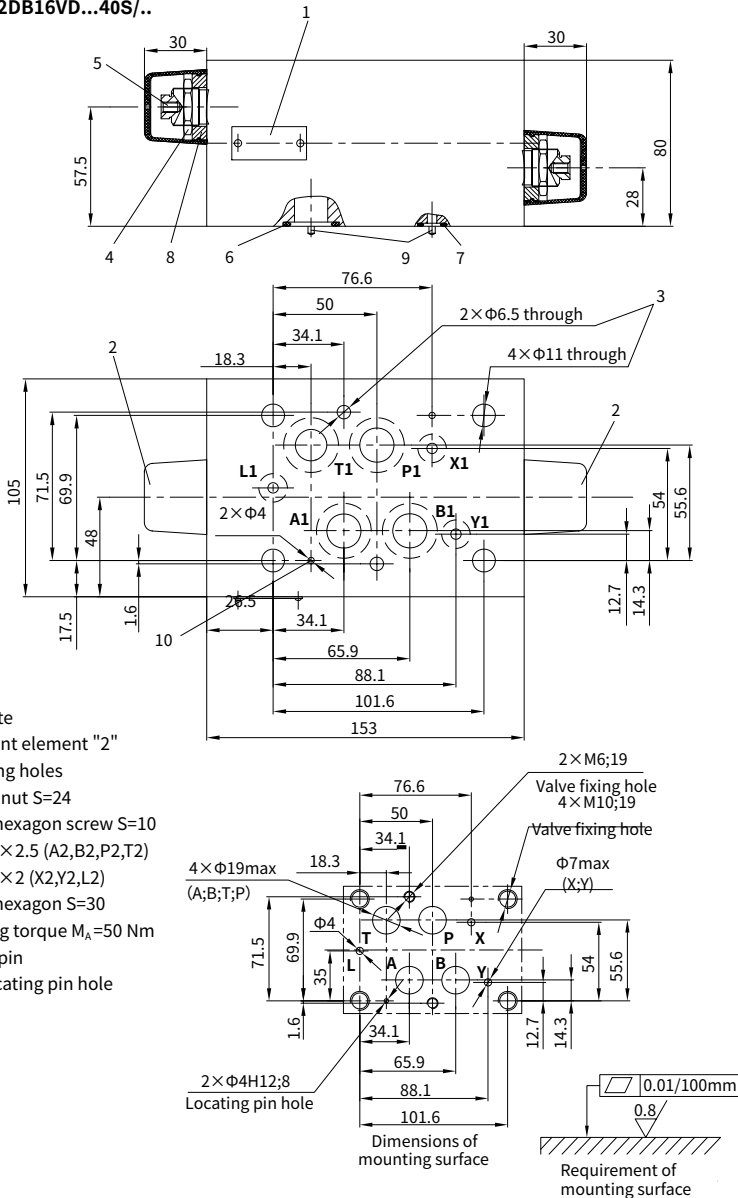 2DB16VD...40S/..
1
30
30
5
57.5
80
28
4
8
6
9
7
76.6
50
34.1
18.3
2×Φ6.5 through
3
4×Φ11 through
2
2
105
71.5
69.9
48
17.5
1.6
L1
T1
P1
X1
A1
B1
Y1
2×Φ4
54
55.6
12.7
14.3
10
26.5
34.1
65.9
88.1
101.6
153
te
nt element "2"
ng holes
nut S=24
hexagon screw S=10
×2.5 (A2,B2,P2,T2)
×2 (X2,Y2,L2)
hexagon S=30
g torque MA=50 Nm
pin
cating pin hole
2×M6;19
Valve fixing hole
4×M10;19
Valve fixing hole
76.6
50
34.1
18.3
4×Φ19max
(A;B;T;P)
Φ7max
(X;Y)
Φ4
T
P
X
L
A
B
Y
71.5
69.9
35
1.6
54
55.6
12.7
14.3
34.1
65.9
88.1
101.6
2×Φ4H12;8
Locating pin hole
Dimensions of
mounting surface
0.01/100mm
0.8
Requirement of
mounting surface